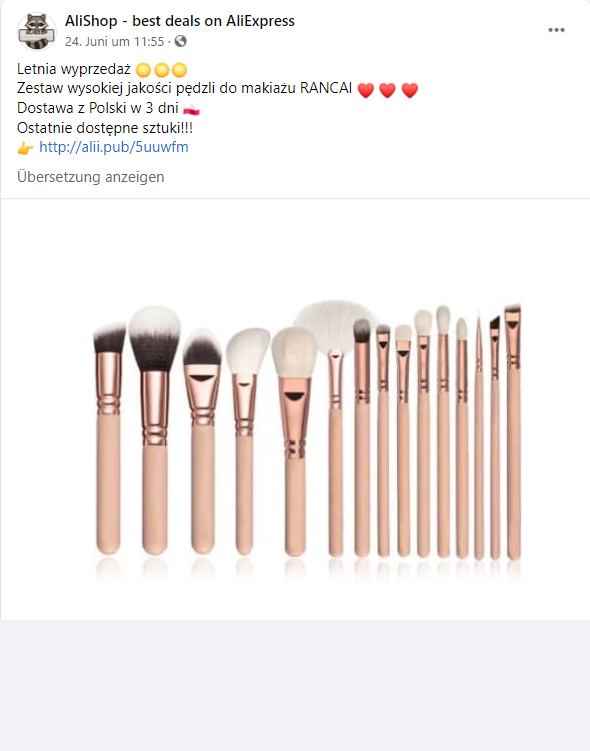 AliShop - best deals on AliExpress
24. Juni um 11:55 ·
Letnia wyprzedaż 🌕🌕🌕
Zestaw wysokiej jakości pędzli do makiażu RANCAI ♥️ ♥️ ♥️
Dostawa z Polski w 3 dni 🇵🇱
Ostatnie dostępne sztuki!!!
👉 http://alii.pub/5uuwfm
Übersetzung anzeigen